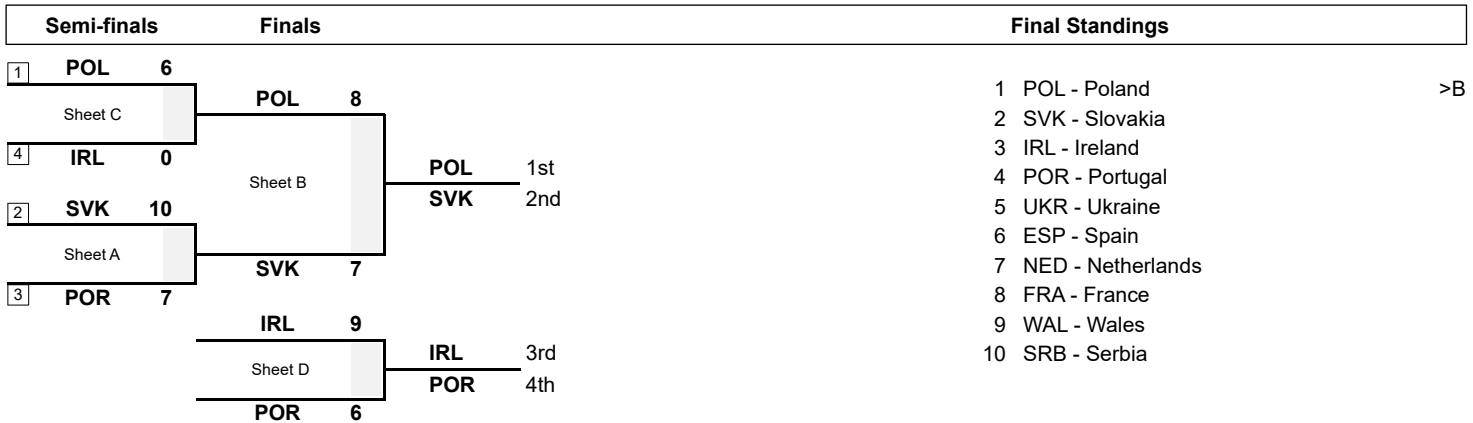 Semi-finals Finals Final Standings
1 POL 6
Sheet C
4 IRL 0
POL 8
Sheet B
SVK 7
2 SVK 10
Sheet A
3 POR 7
POL 1st
SVK 2nd
IRL 9
Sheet D
POR 6
IRL 3rd
POR 4th
1 POL - Poland >B
2 SVK - Slovakia
3 IRL - Ireland
4 POR - Portugal
5 UKR - Ukraine
6 ESP - Spain
7 NED - Netherlands
8 FRA - France
9 WAL - Wales
10 SRB - Serbia